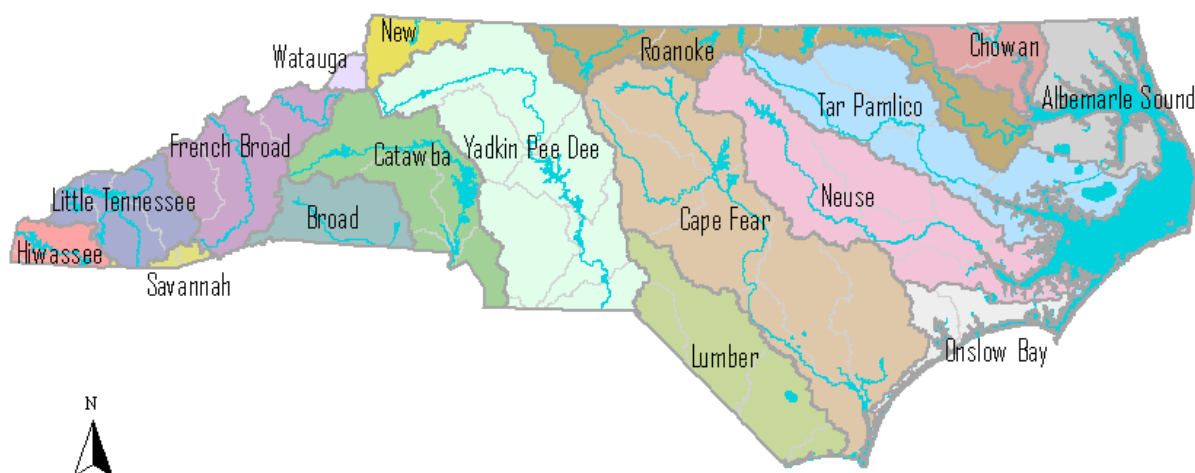 New
Watauga
Roanoke
Chowan
Albemarle Sound
Tar Pamlico
French Broad
Catawba
Yadkin Pee Dee
Little Tennessee
Broad
Cape Fear
Neuse
Hiwassee
Savannah
Lumber
Onslow Bay
N